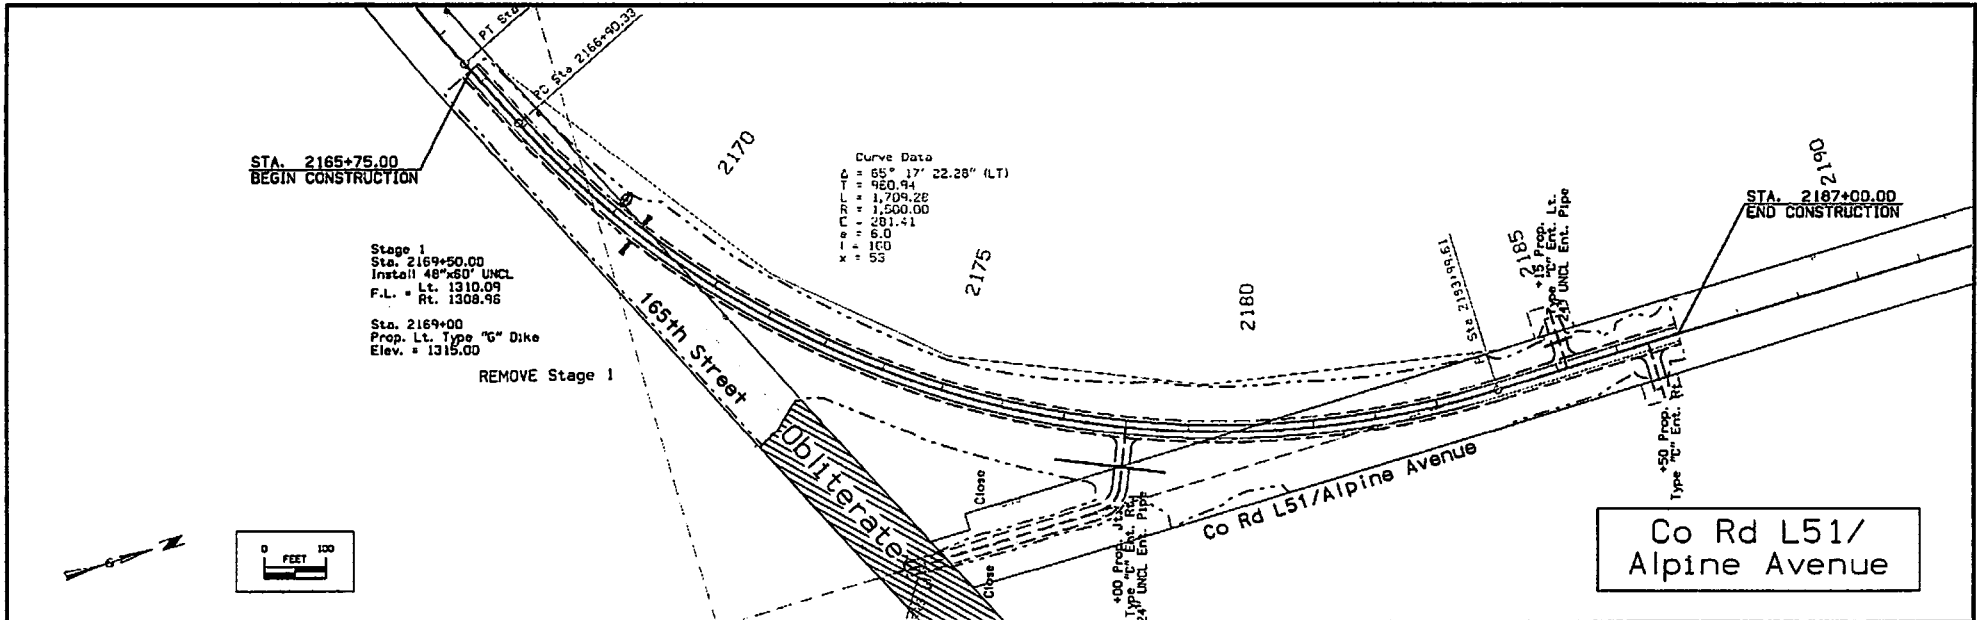 PT Sta
PC Sta 2166+90.33
STA. 2165+75.00
BEGIN CONSTRUCTION
2170
Curve Data
Δ = 65° 17' 22.28" (LT)
T = 960.94
L = 1,709.28
R = 1,500.00
E = 281.41
e = 6.0
l = 100
x = 53
2175
2180
Sta 2183+99.61
2185
+15 Prop.
Type "C" Ent. Lt.
24" UNCL Ent. Pipe
2190
STA. 2187+00.00
END CONSTRUCTION
Stage 1
Sta. 2169+50.00
Install 48"x60' UNCL
F.L. = Lt. 1310.09
Rt. 1308.96
Sta. 2169+00
Prop. Lt. Type "G" Dike
Elev. = 1315.00
REMOVE Stage 1
165th Street
Obliterate
Close
Close
+00 Prop.
Type "C" Ent. Rt.
24" UNCL Ent. Pipe
Co Rd L51/Alpine Avenue
+50 Prop.
Type "C" Ent. Rt.
0 100
FEET
Co Rd L51/
Alpine Avenue